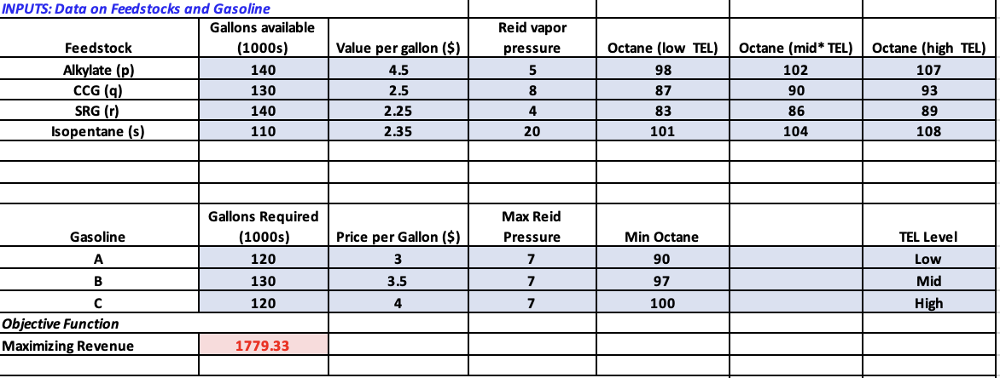 INPUTS: Data on Feedstocks and Gasoline
Gallons available Reid vapor
Feedstock (1000s) Value per gallon ($) pressure Octane (low TEL) Octane (mid* TEL) Octane (high TEL)
Alkylate (p) 140 4.5 5 98 102 107
CCG (q) 130 2.5 8 87 90 93
SRG (r) 140 2.25 4 83 86 89
Isopentane (s) 110 2.35 20 101 104 108
Gallons Required Max Reid
Gasoline (1000s) Price per Gallon ($) Pressure Min Octane TEL Level
A 120 3 7 90 Low
B 130 3.5 7 97 Mid
C 120 4 7 100 High
Objective Function
Maximizing Revenue 1779.33